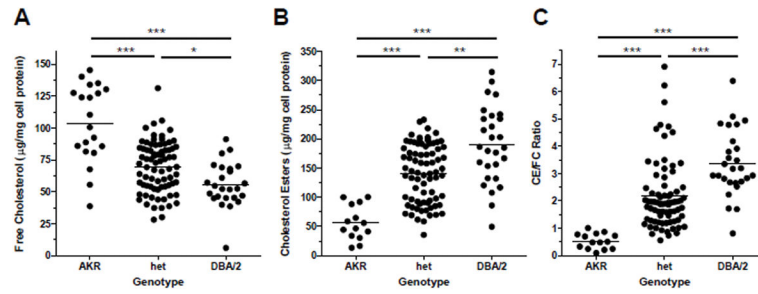 A
***
***
*
Free Cholesterol (μg/mg cell protein)
150
125
100
75
50
25
0
AKR
het
DBA/2
Genotype
B
***
***
**
Cholesterol Esters (μg/mg cell protein)
350
300
250
200
150
100
50
0
AKR
het
DBA/2
Genotype
C
***
***
***
CE/FC Ratio
7
6
5
4
3
2
1
0
AKR
het
DBA/2
Genotype